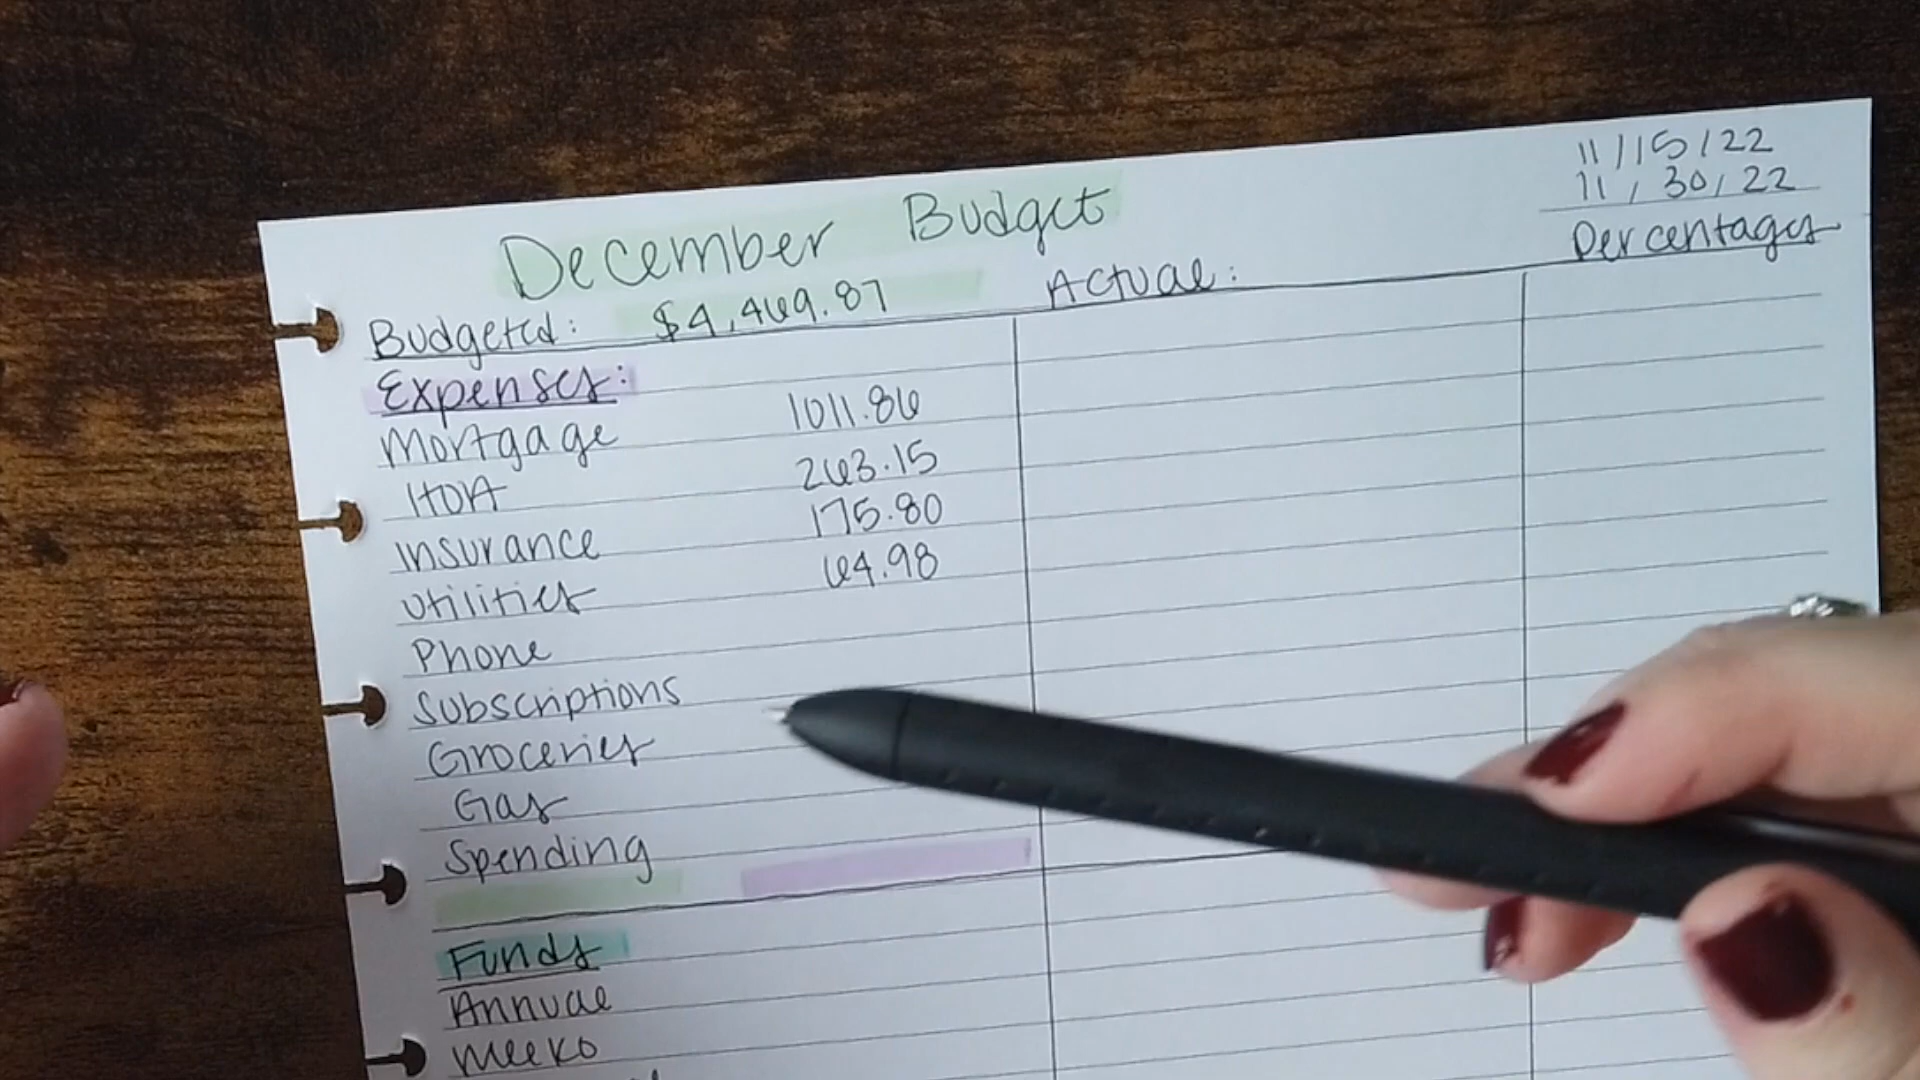 11/15/22
11/30/22
December Budget
Percentages
Budgeted: $4,469.87 Actual:
Expenses:
Mortgage 1011.86
HOA 263.15
Insurance 175.80
Utilities 64.98
Phone
Subscriptions
Groceries
Gas
Spending
Funds
Annual
Meeko